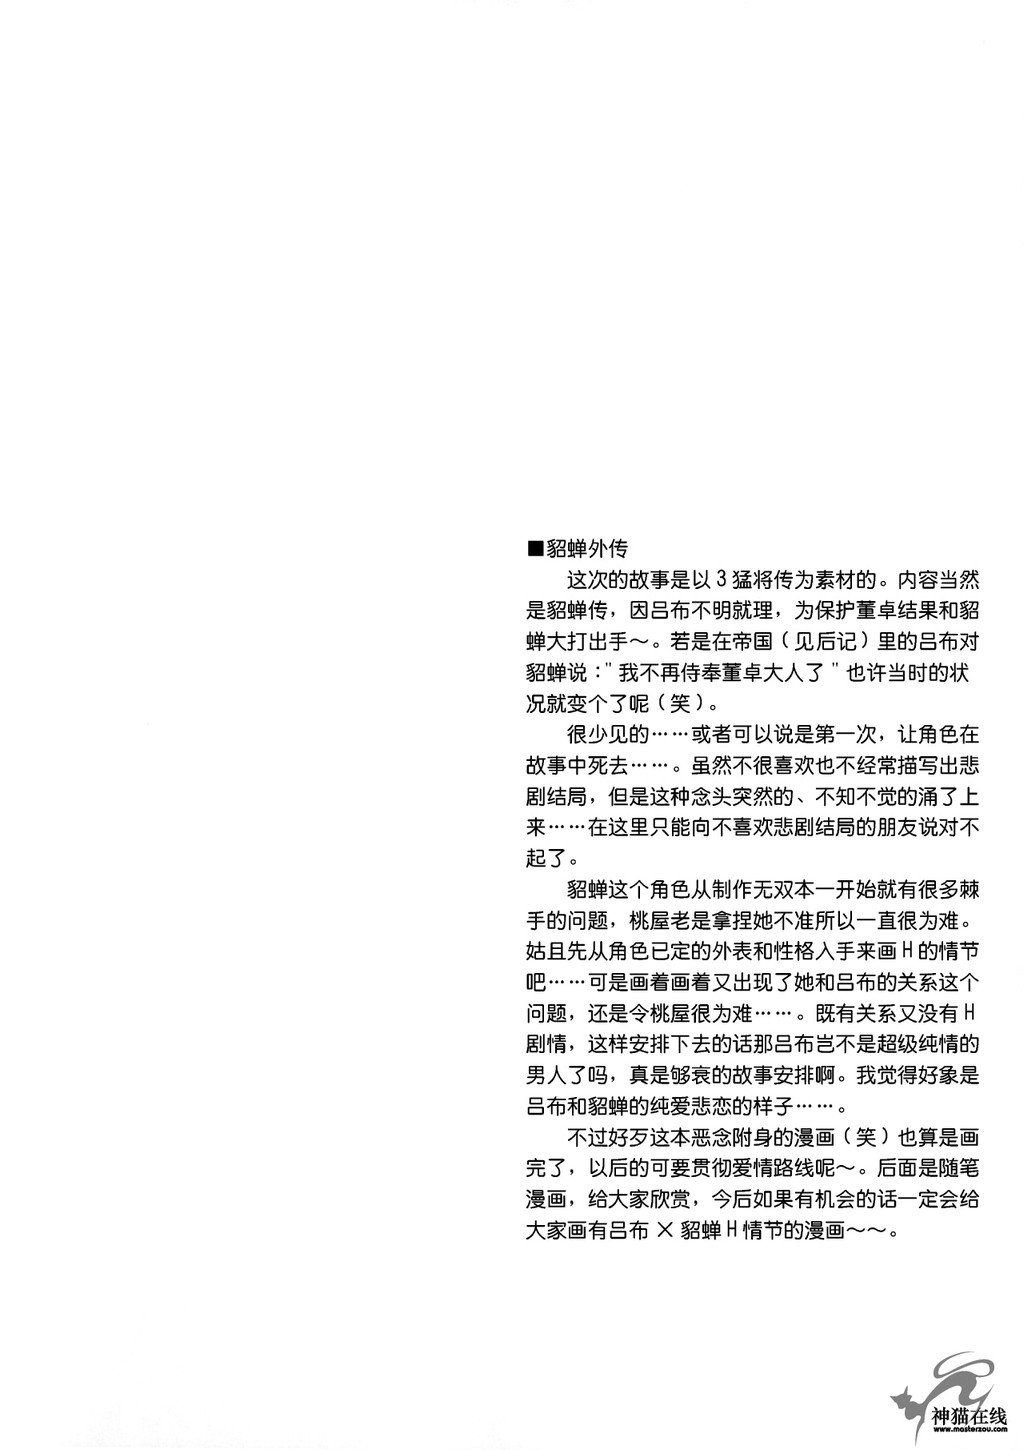 ■貂蝉外传
这次的故事是以3猛将传为素材的。内容当然
是貂蝉传，因吕布不明就理，为保护董卓结果和貂
蝉大打出手～。若是在帝国（见后记）里的吕布对
貂蝉说："我不再侍奉董卓大人了"也许当时的状
况就变个了呢（笑）。
很少见的……或者可以说是第一次，让角色在
故事中死去……。虽然不很喜欢也不经常描写出悲
剧结局，但是这种念头突然的、不知不觉的涌了上
来……在这里只能向不喜欢悲剧结局的朋友说对不
起了。
貂蝉这个角色从制作无双本一开始就有很多棘
手的问题，桃屋老是拿捏她不准所以一直很为难。
姑且先从角色已定的外表和性格入手来画H的情节
吧……可是画着画着又出现了她和吕布的关系这个
问题，还是令桃屋很为难……。既有关系又没有H
剧情，这样安排下去的话那吕布岂不是超级纯情的
男人了吗，真是够衰的故事安排啊。我觉得好象是
吕布和貂蝉的纯爱悲恋的样子……。
不过好歹这本恶念附身的漫画（笑）也算是画
完了，以后的可要贯彻爱情路线呢～。后面是随笔
漫画，给大家欣赏，今后如果有机会的话一定会给
大家画有吕布×貂蝉H情节的漫画～～。
神猫在线
www.masterzou.com